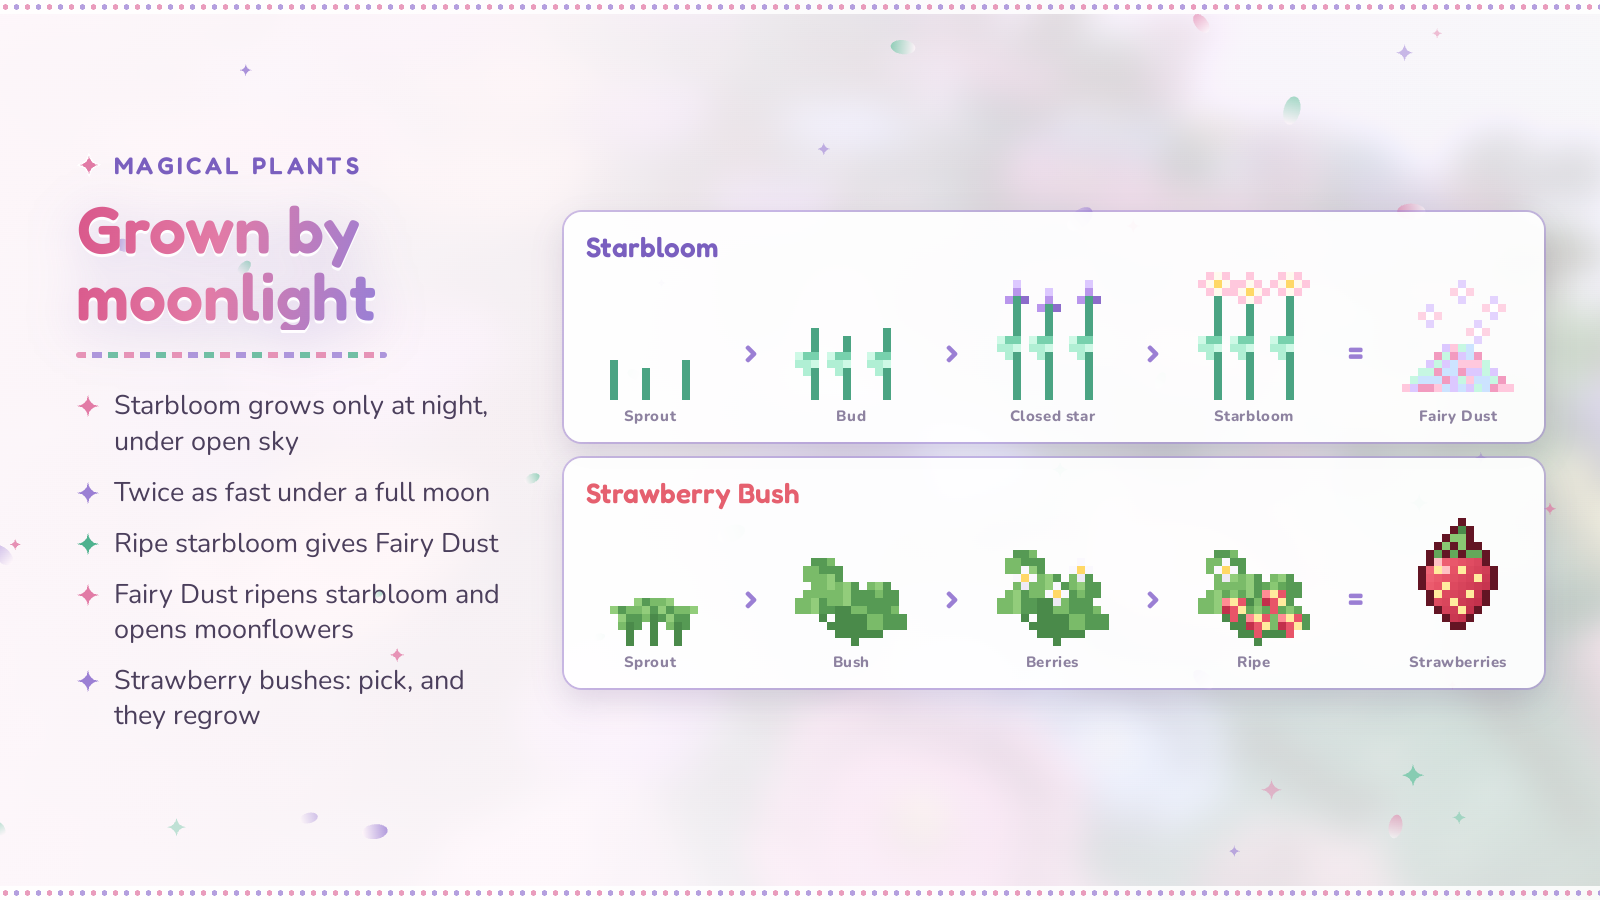 MAGICAL PLANTS
Grown by
moonlight
Starbloom grows only at night,
under open sky
Twice as fast under a full moon
Ripe starbloom gives Fairy Dust
Fairy Dust ripens starbloom and
opens moonflowers
Strawberry bushes: pick, and
they regrow
Starbloom
Sprout > Bud > Closed star > Starbloom = Fairy Dust
Strawberry Bush
Sprout > Bush > Berries > Ripe = Strawberries